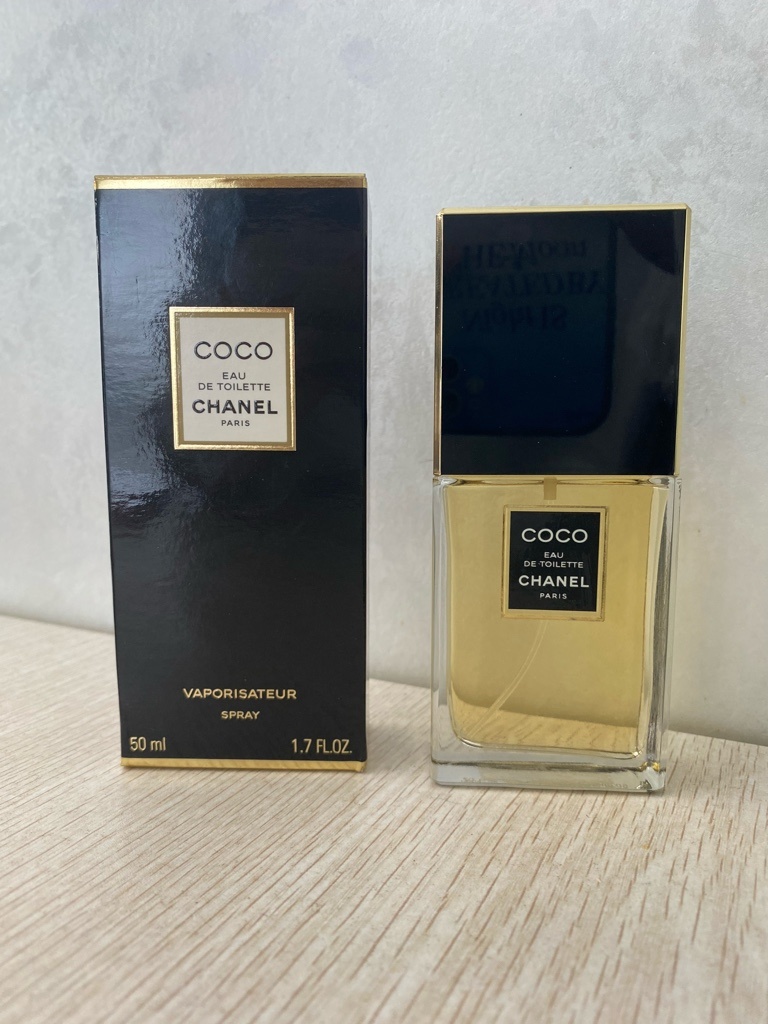 COCO
EAU
DE TOILETTE
CHANEL
PARIS
VAPORISATEUR
SPRAY
50 ml
1.7 FL.OZ.
COCO
EAU
DE TOILETTE
CHANEL
PARIS